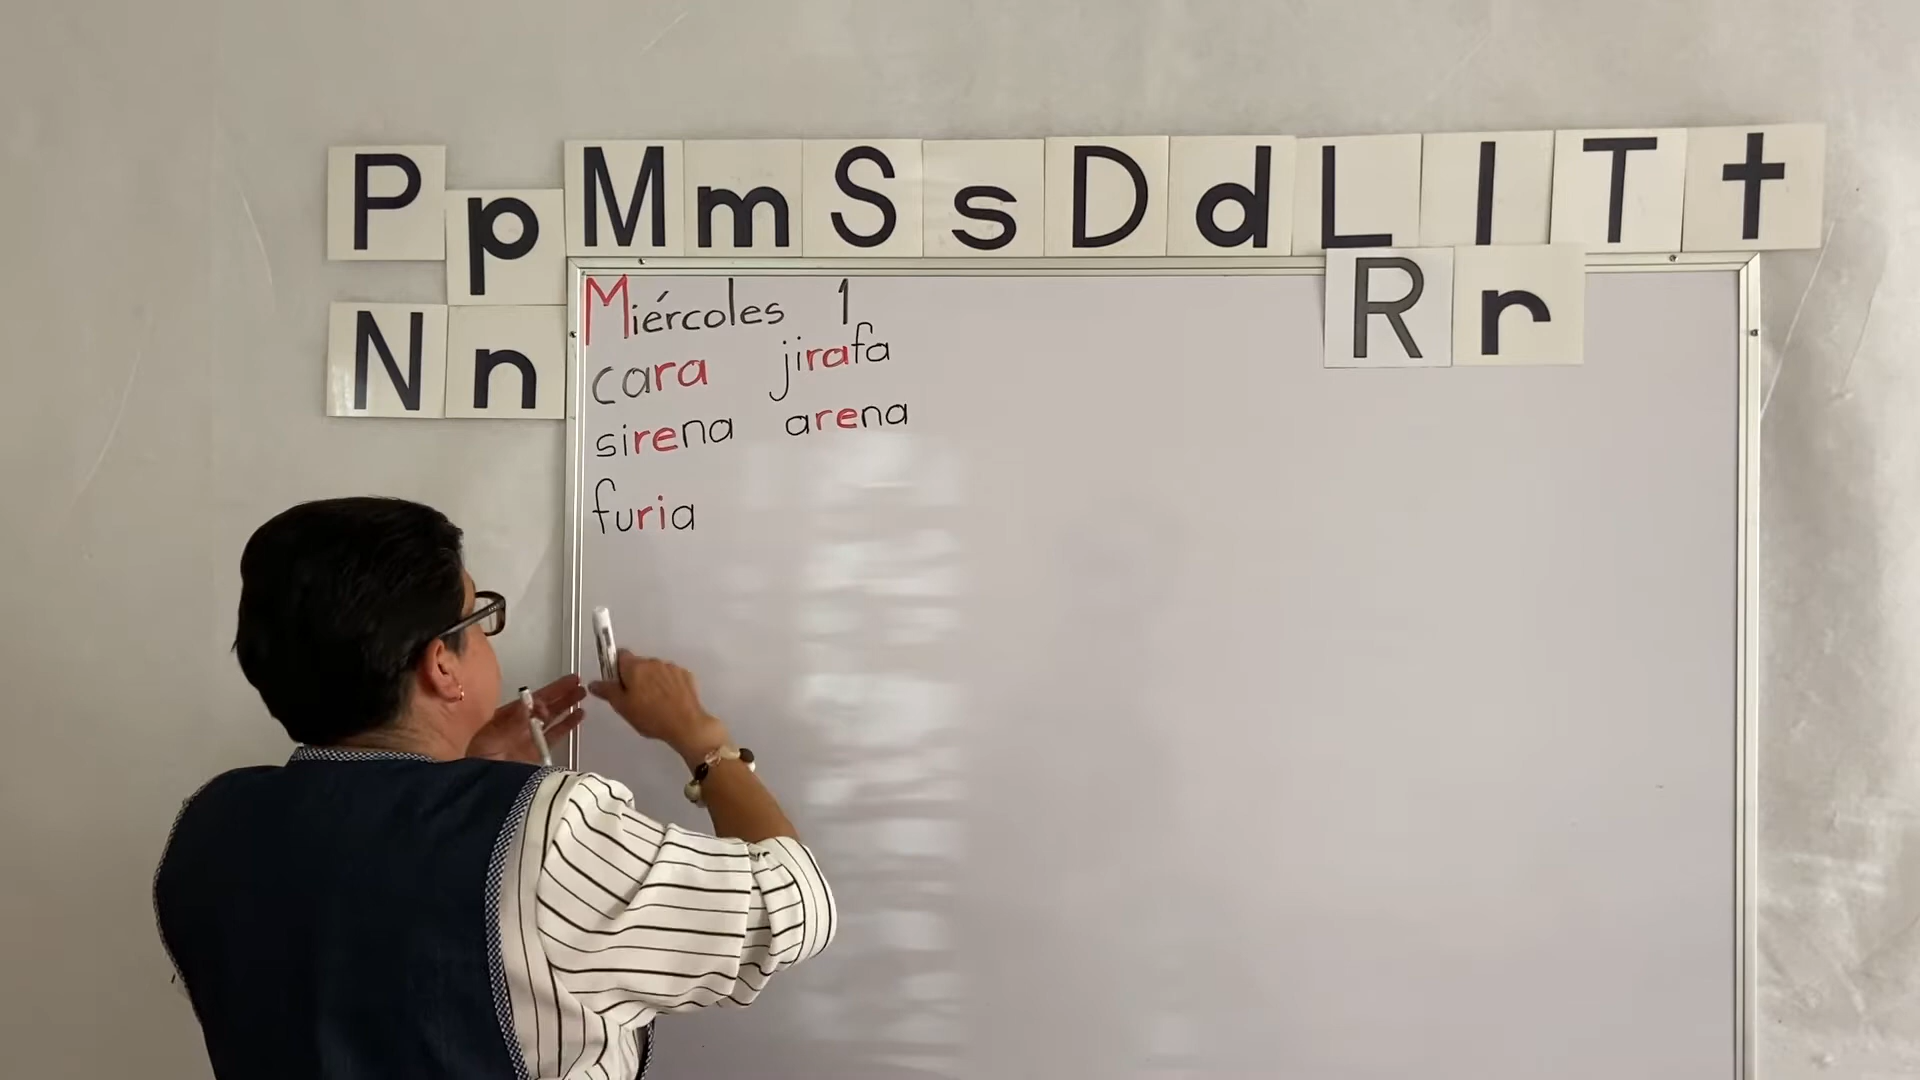 P p M m S s D d L l T t
R r
N n
Miércoles 1
cara jirafa
sirena arena
furia